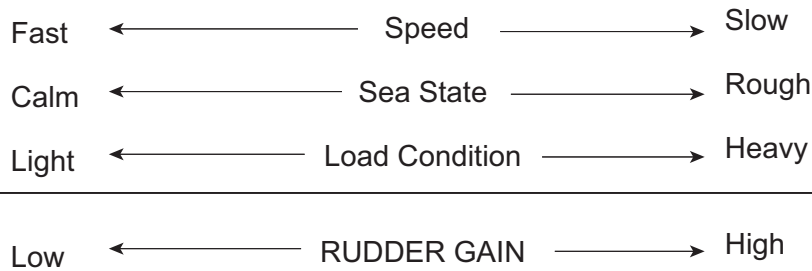 Fast Speed Slow
Calm Sea State Rough
Light Load Condition Heavy
Low RUDDER GAIN High